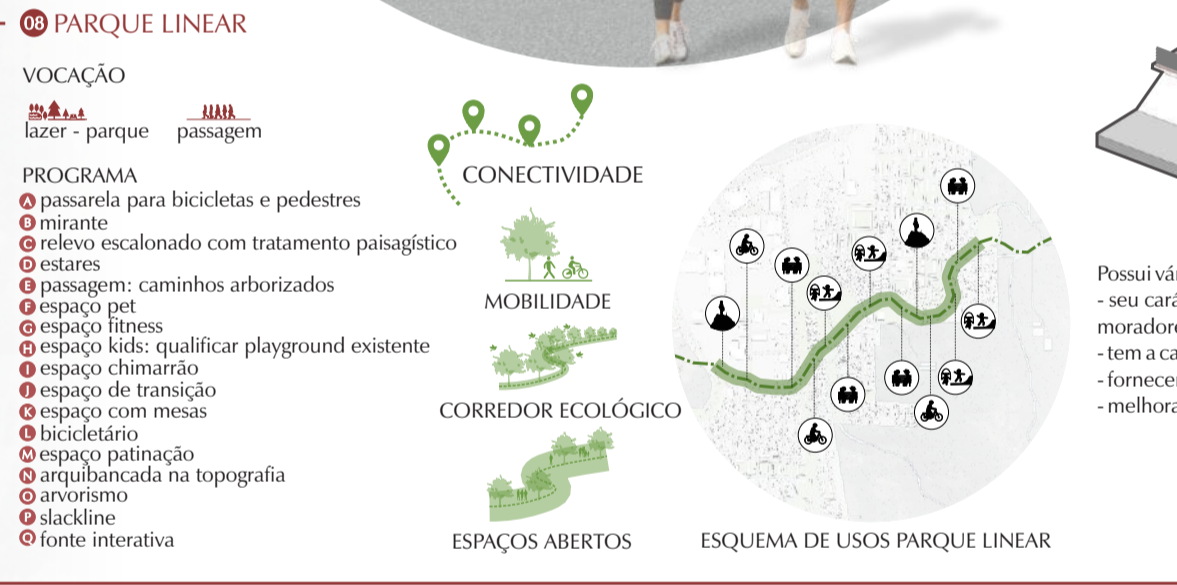 08 PARQUE LINEAR
VOCAÇÃO
lazer - parque passagem
PROGRAMA
A passarela para bicicletas e pedestres
B mirante
C relevo escalonado com tratamento paisagístico
D estares
E passagem: caminhos arborizados
F espaço pet
G espaço fitness
H espaço kids: qualificar playground existente
I espaço chimarrão
J espaço de transição
K espaço com mesas
L bicicletário
M espaço patinação
N arquibancada na topografia
O arvorismo
P slackline
Q fonte interativa
CONECTIVIDADE
MOBILIDADE
CORREDOR ECOLÓGICO
ESPAÇOS ABERTOS
ESQUEMA DE USOS PARQUE LINEAR
Possui vá
- seu cará
morador
- tem a ca
- fornece
- melhora